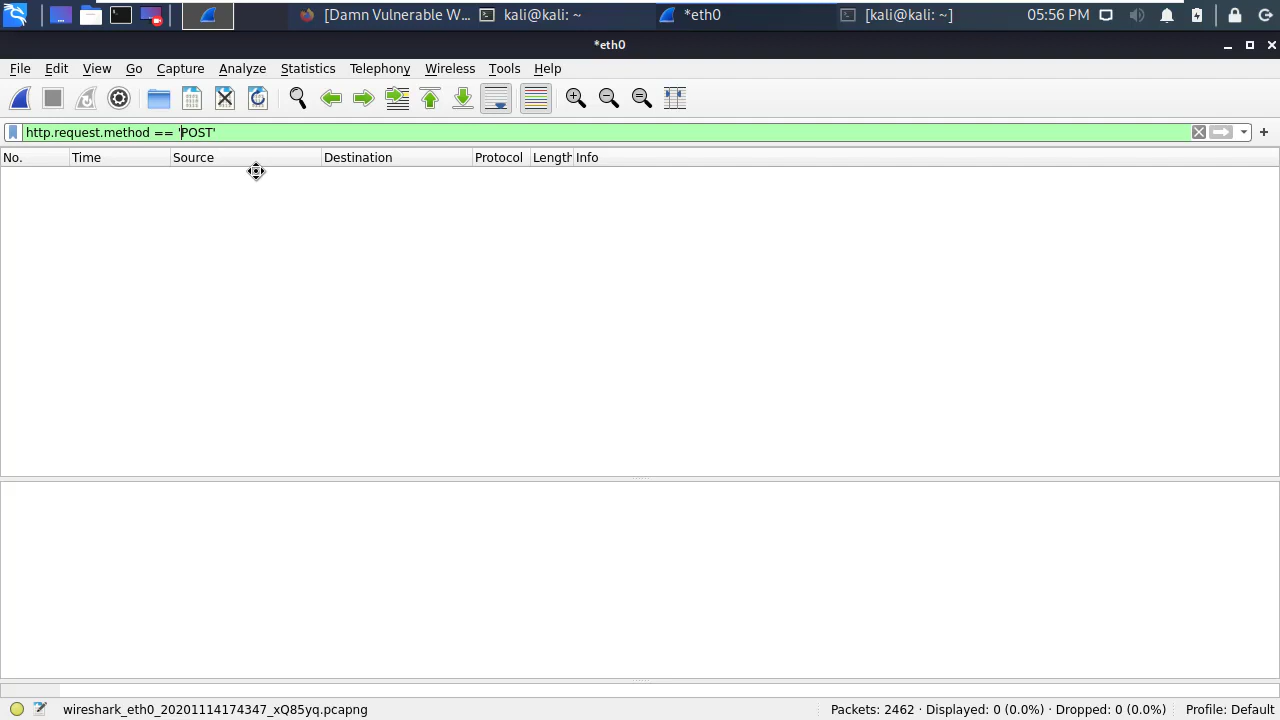 [Damn Vulnerable W... kali@kali: ~ *eth0 [kali@kali: ~] 05:56 PM
*eth0
File Edit View Go Capture Analyze Statistics Telephony Wireless Tools Help
http.request.method == 'POST'
No. Time Source Destination Protocol Length Info
wireshark_eth0_20201114174347_xQ85yq.pcapng Packets: 2462 · Displayed: 0 (0.0%) · Dropped: 0 (0.0%) Profile: Default